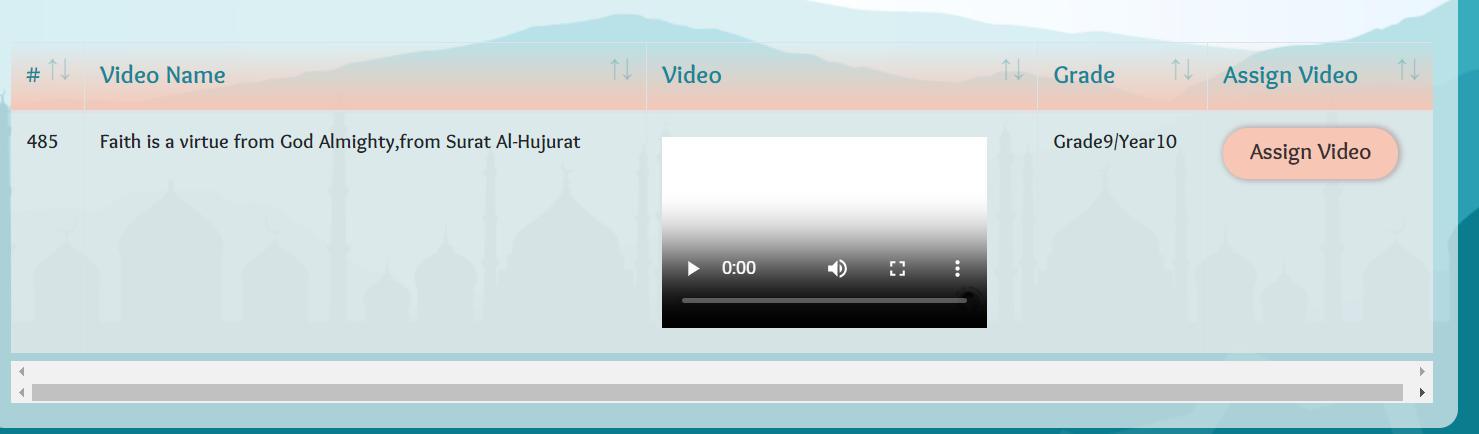 # Video Name Video Grade Assign Video
485 Faith is a virtue from God Almighty,from Surat Al-Hujurat Grade9/Year10 Assign Video
0:00